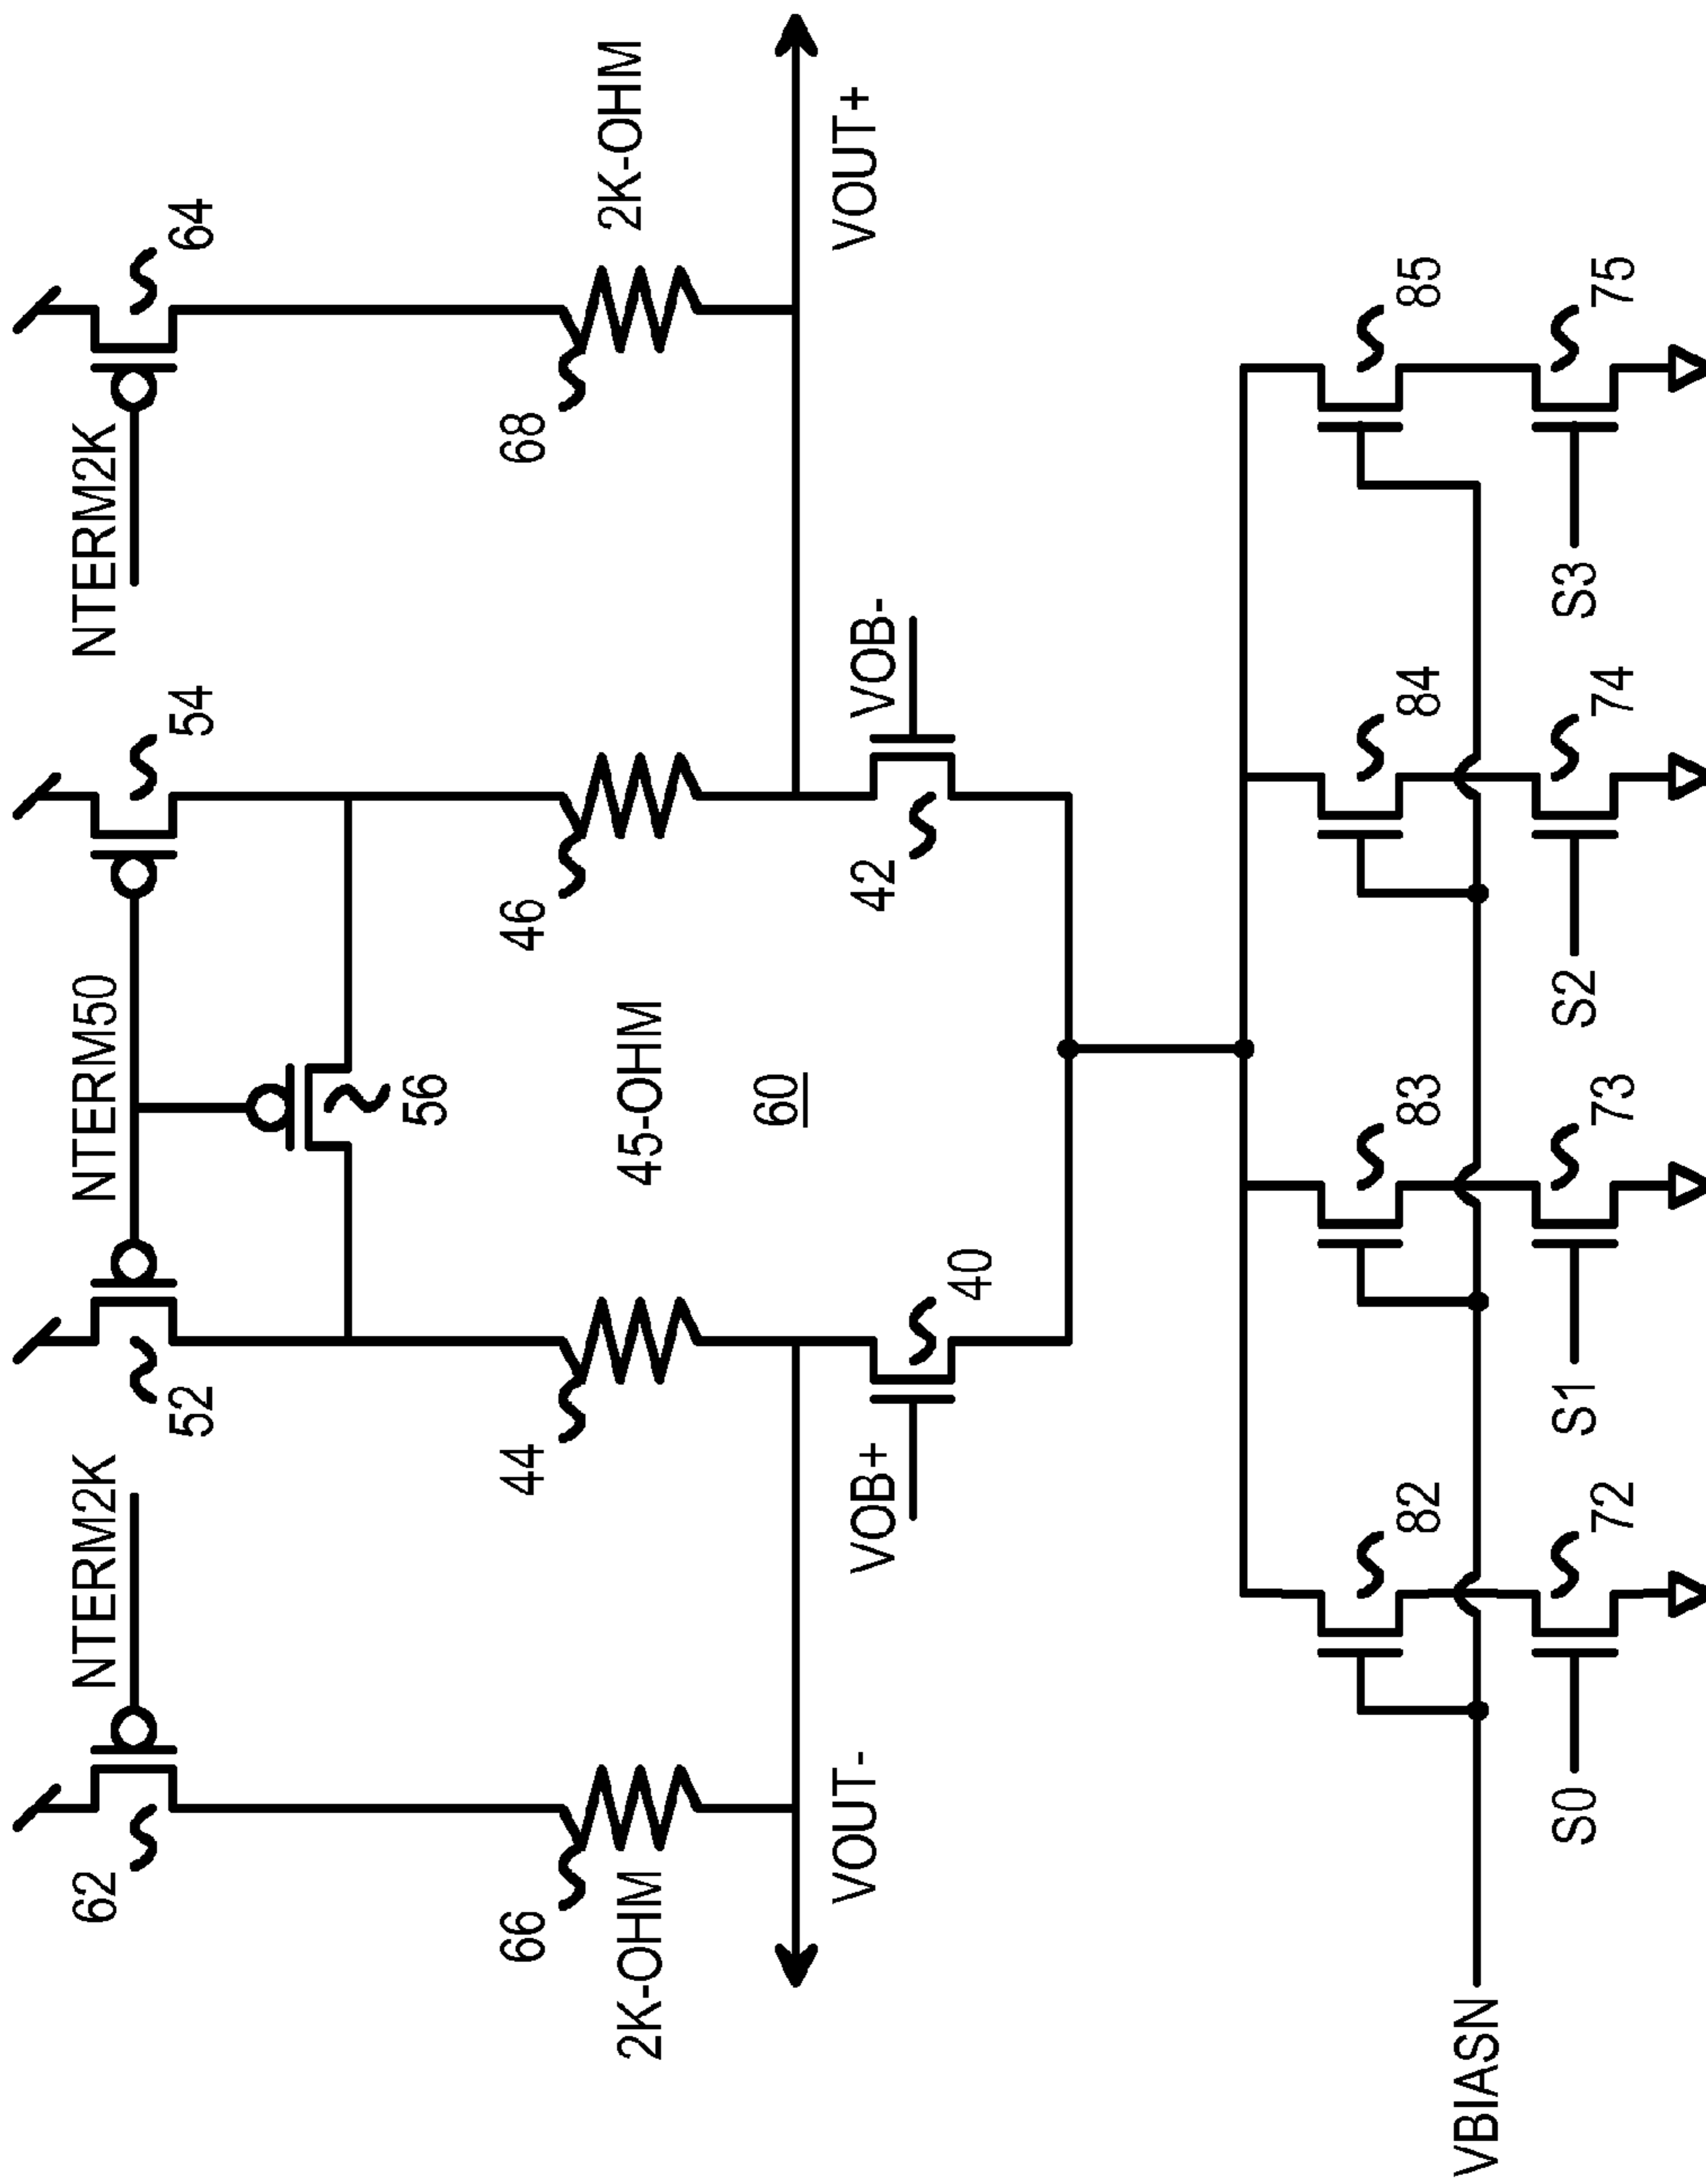 NTERM2K
NTERM50
NTERM2K
62
52
54
64
56
66
44
46
68
2K-OHM
45-OHM
2K-OHM
60
VOUT-
VOB+
40
42
VOB-
VOUT+
82
83
84
85
VBIASN
S0
72
S1
73
S2
74
S3
75